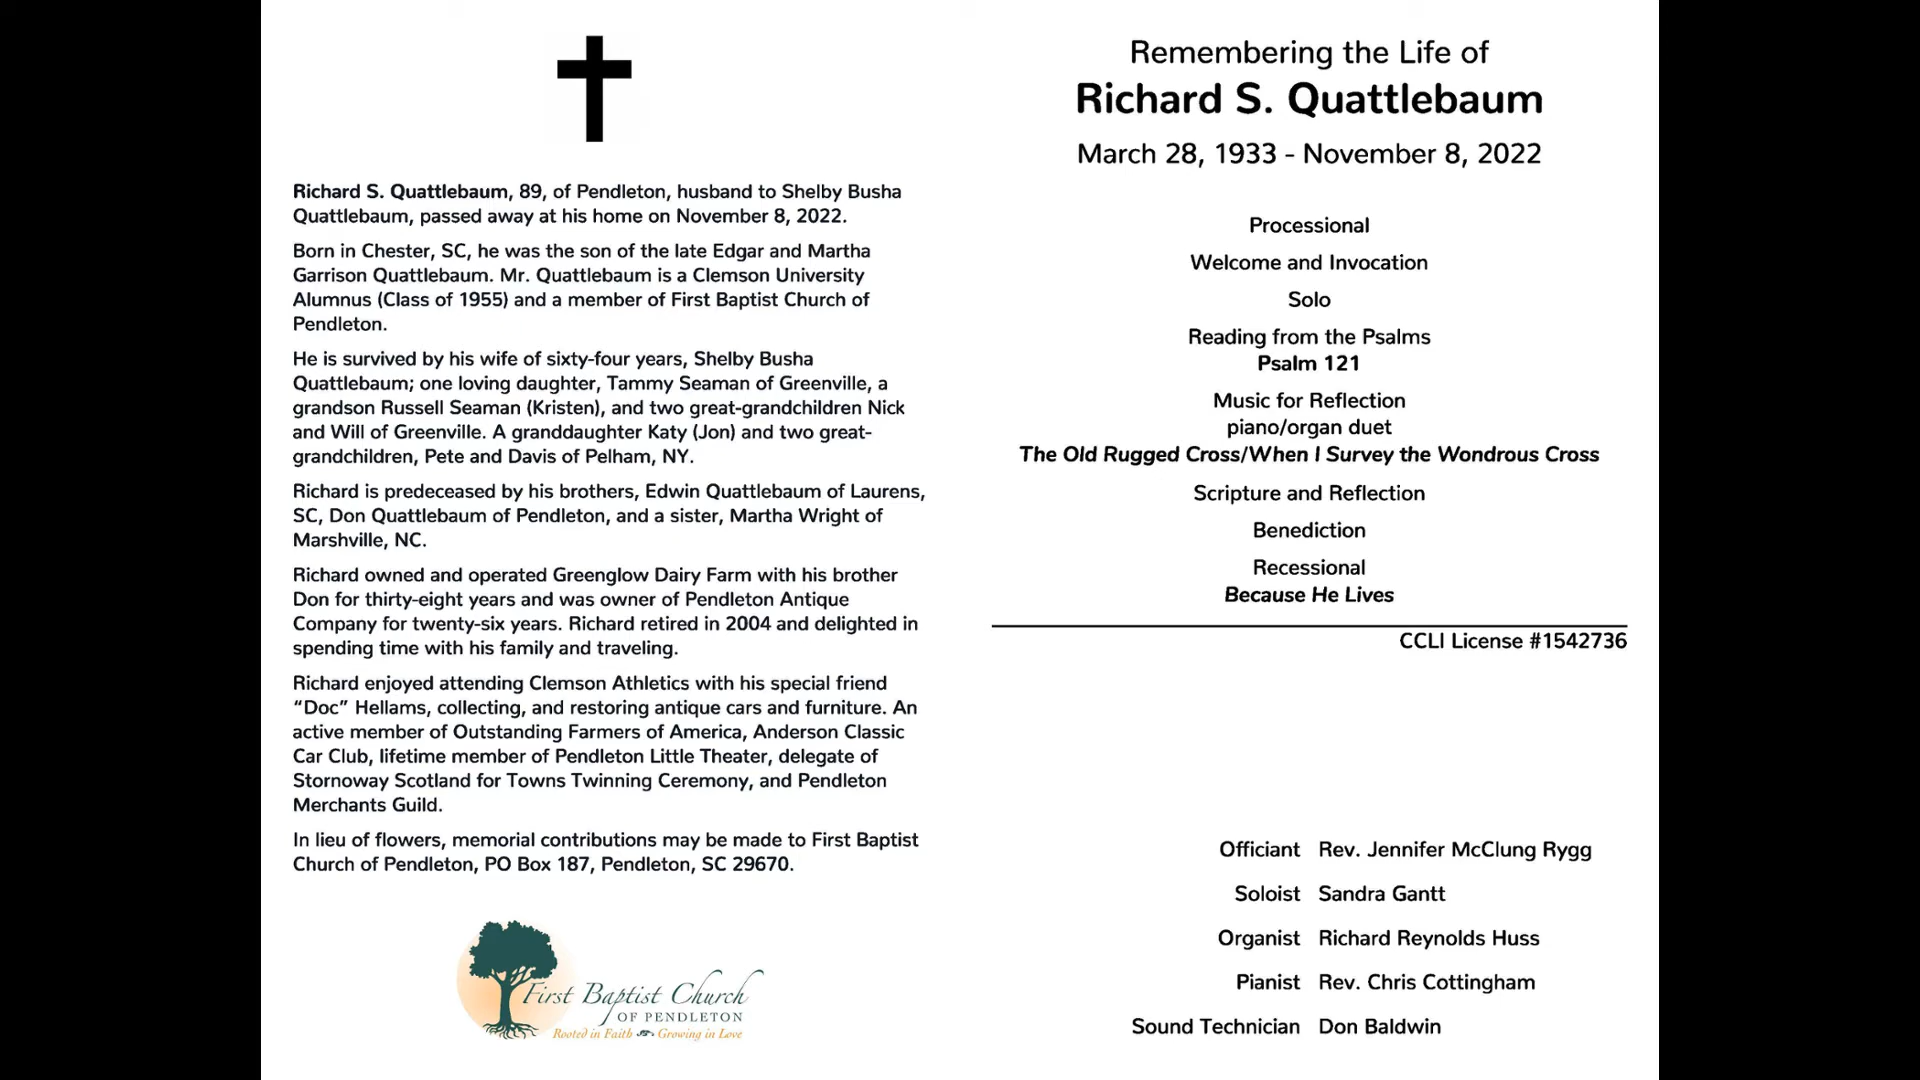 Richard S. Quattlebaum, 89, of Pendleton, husband to Shelby Busha
Quattlebaum, passed away at his home on November 8, 2022.
Born in Chester, SC, he was the son of the late Edgar and Martha
Garrison Quattlebaum. Mr. Quattlebaum is a Clemson University
Alumnus (Class of 1955) and a member of First Baptist Church of
Pendleton.
He is survived by his wife of sixty-four years, Shelby Busha
Quattlebaum; one loving daughter, Tammy Seaman of Greenville, a
grandson Russell Seaman (Kristen), and two great-grandchildren Nick
and Will of Greenville. A granddaughter Katy (Jon) and two great-
grandchildren, Pete and Davis of Pelham, NY.
Richard is predeceased by his brothers, Edwin Quattlebaum of Laurens,
SC, Don Quattlebaum of Pendleton, and a sister, Martha Wright of
Marshville, NC.
Richard owned and operated Greenglow Dairy Farm with his brother
Don for thirty-eight years and was owner of Pendleton Antique
Company for twenty-six years. Richard retired in 2004 and delighted in
spending time with his family and traveling.
Richard enjoyed attending Clemson Athletics with his special friend
“Doc” Hellams, collecting, and restoring antique cars and furniture. An
active member of Outstanding Farmers of America, Anderson Classic
Car Club, lifetime member of Pendleton Little Theater, delegate of
Stornoway Scotland for Towns Twinning Ceremony, and Pendleton
Merchants Guild.
In lieu of flowers, memorial contributions may be made to First Baptist
Church of Pendleton, PO Box 187, Pendleton, SC 29670.
First Baptist Church
OF PENDLETON
Rooted in Faith Growing in Love
Remembering the Life of
Richard S. Quattlebaum
March 28, 1933 - November 8, 2022
Processional
Welcome and Invocation
Solo
Reading from the Psalms
Psalm 121
Music for Reflection
piano/organ duet
The Old Rugged Cross/When I Survey the Wondrous Cross
Scripture and Reflection
Benediction
Recessional
Because He Lives
CCLI License #1542736
Officiant Rev. Jennifer McClung Rygg
Soloist Sandra Gantt
Organist Richard Reynolds Huss
Pianist Rev. Chris Cottingham
Sound Technician Don Baldwin